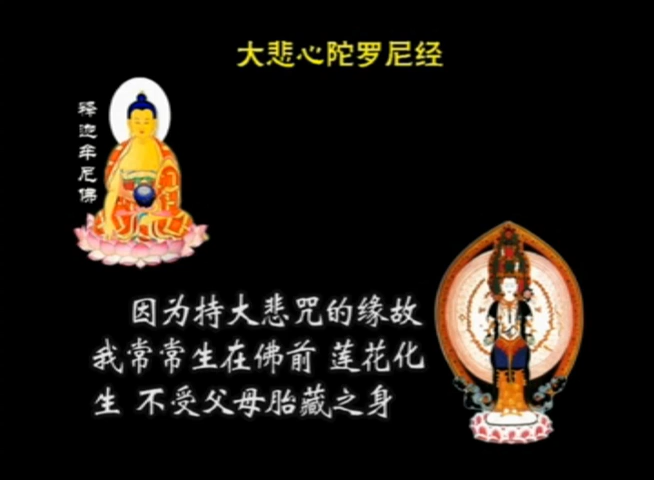 大悲心陀罗尼经
释迦牟尼佛
因为持大悲咒的缘故
我常常生在佛前 莲花化
生 不受父母胎藏之身